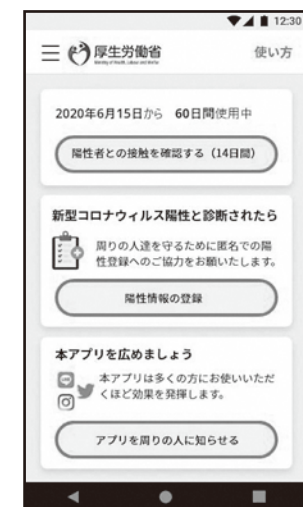 12:30
厚生労働省
Ministry of Health, Labour and Welfare
使い方
2020年6月15日から 60日間使用中
陽性者との接触を確認する（14日間）
新型コロナウィルス陽性と診断されたら
周りの人達を守るために匿名での陽
性登録へのご協力をお願いいたします。
陽性情報の登録
本アプリを広めましょう
本アプリは多くの方にお使いいただ
くほど効果を発揮します。
アプリを周りの人に知らせる